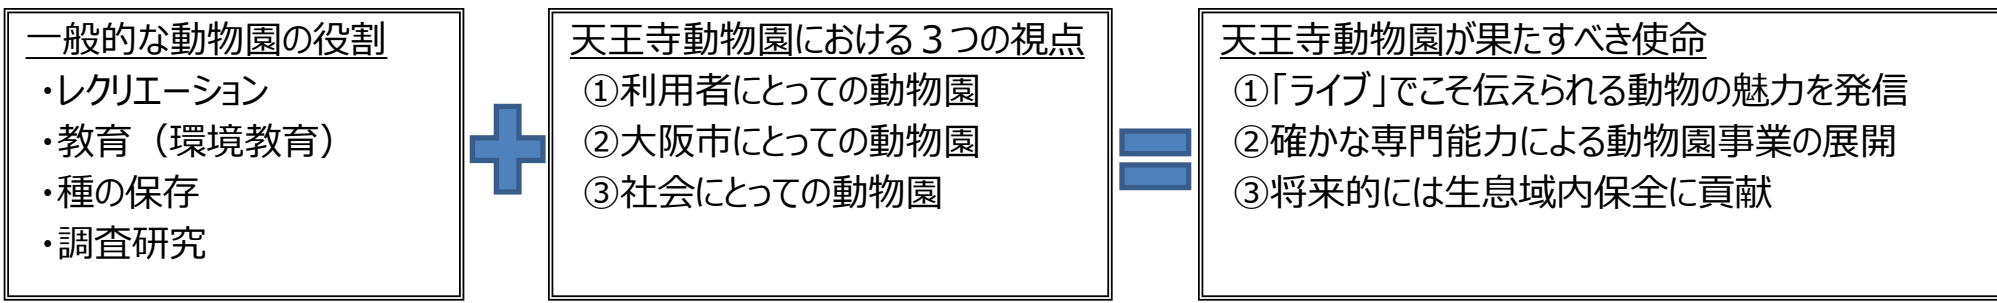 一般的な動物園の役割
・レクリエーション
・教育（環境教育）
・種の保存
・調査研究
天王寺動物園における３つの視点
①利用者にとっての動物園
②大阪市にとっての動物園
③社会にとっての動物園
天王寺動物園が果たすべき使命
①「ライブ」でこそ伝えられる動物の魅力を発信
②確かな専門能力による動物園事業の展開
③将来的には生息域内保全に貢献